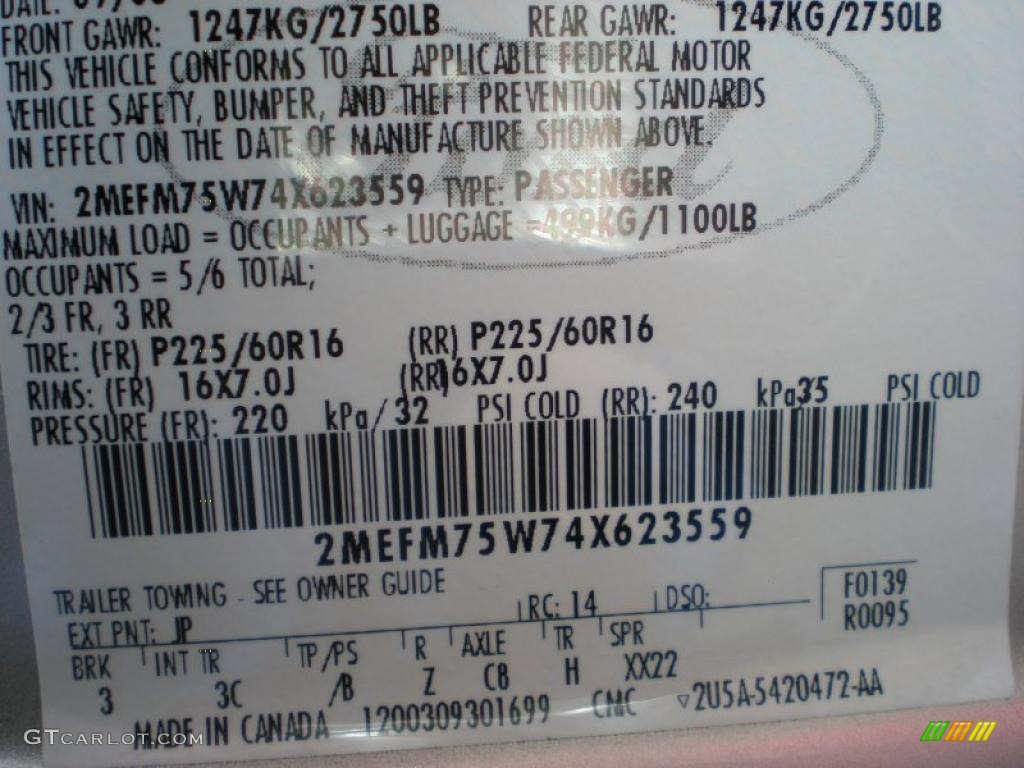 DATE:
FRONT GAWR: 1247KG/2750LB REAR GAWR: 1247KG/2750LB
THIS VEHICLE CONFORMS TO ALL APPLICABLE FEDERAL MOTOR
VEHICLE SAFETY, BUMPER, AND THEFT PREVENTION STANDARDS
IN EFFECT ON THE DATE OF MANUFACTURE SHOWN ABOVE.
VIN: 2MEFM75W74X623559 TYPE: PASSENGER
MAXIMUM LOAD = OCCUPANTS + LUGGAGE =499KG/1100LB
OCCUPANTS = 5/6 TOTAL;
2/3 FR, 3 RR
TIRE: (FR) P225/60R16 (RR) P225/60R16
RIMS: (FR) 16X7.0J (RR)16X7.0J
PRESSURE (FR): 220 kPa/ 32 PSI COLD (RR): 240 kPa35 PSI COLD
2MEFM75W74X623559
TRAILER TOWING - SEE OWNER GUIDE
F0139
EXT PNT: JP RC: 14 DSO:
R0095
BRK INT TR TP/PS R AXLE TR SPR
3 3C /B Z C8 H XX22
MADE IN CANADA 1200309301699 CMC ▽2U5A-5420472-AA
GTCARLOT.COM